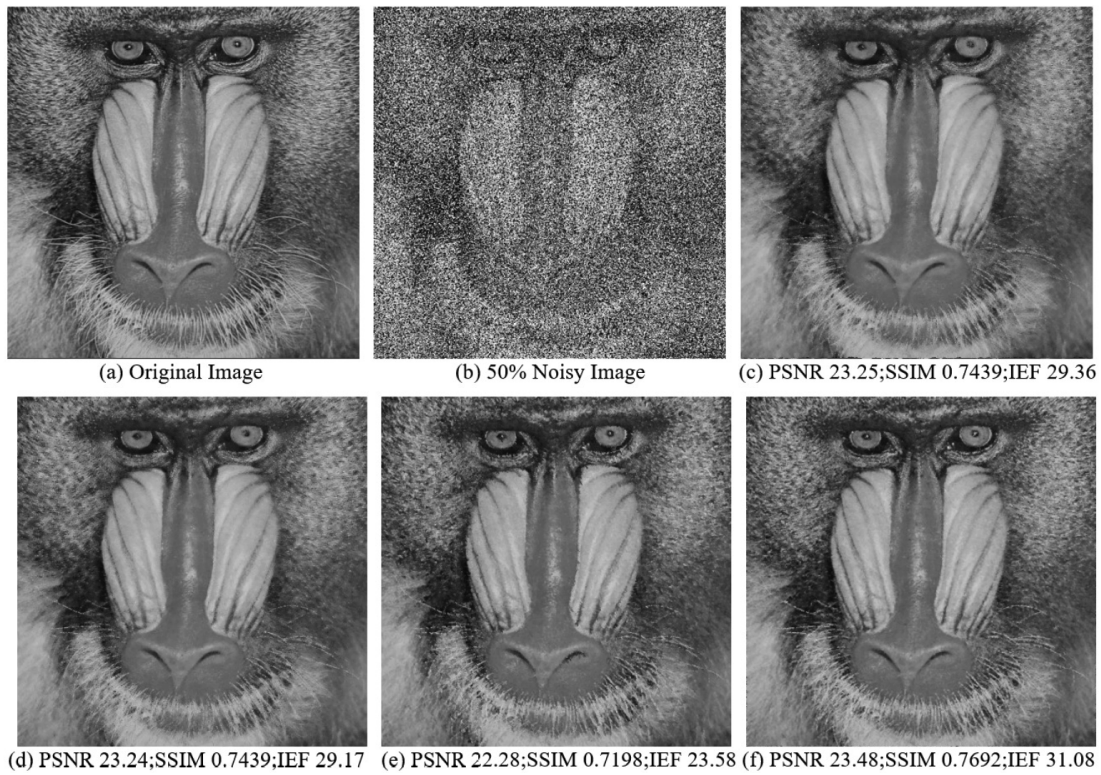 (a) Original Image
(b) 50% Noisy Image
(c) PSNR 23.25;SSIM 0.7439;IEF 29.36
(d) PSNR 23.24;SSIM 0.7439;IEF 29.17
(e) PSNR 22.28;SSIM 0.7198;IEF 23.58
(f) PSNR 23.48;SSIM 0.7692;IEF 31.08